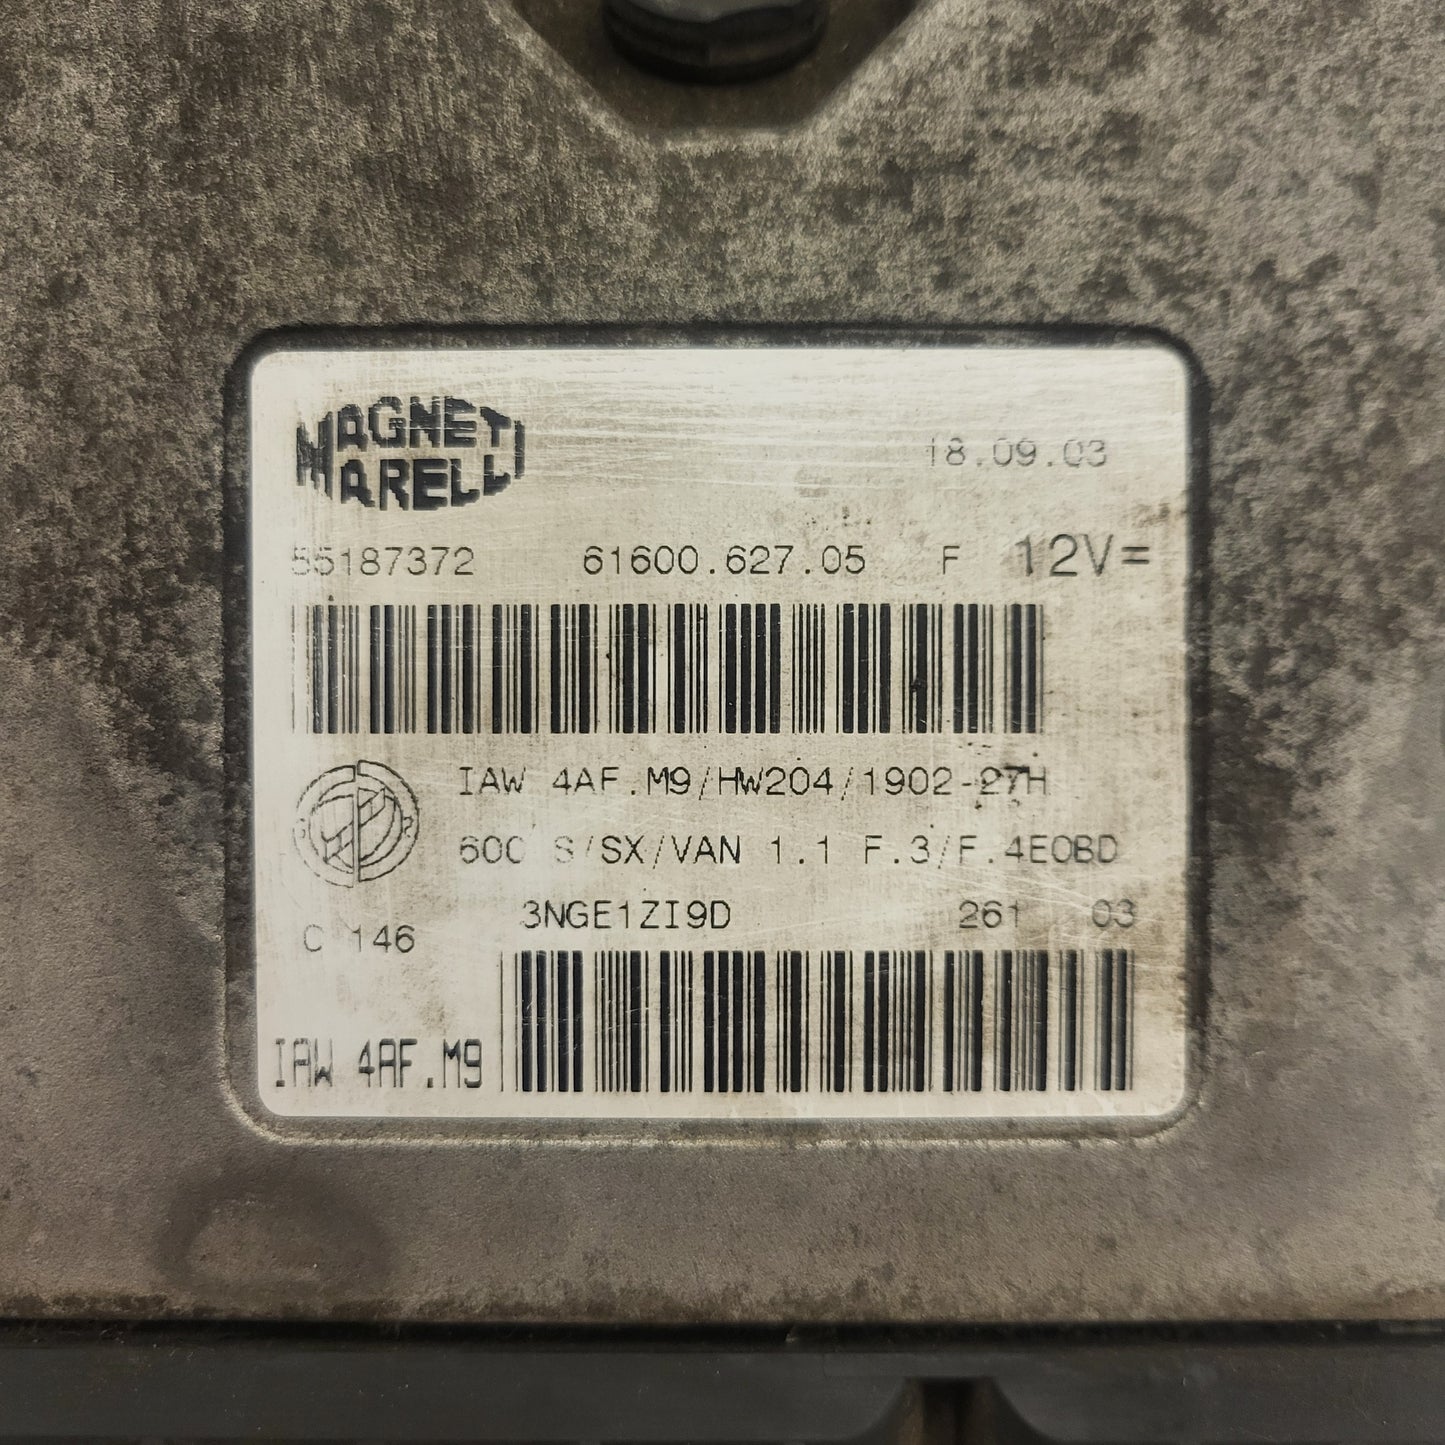 MAGNETI
MARELLI
18.09.03
55187372 61600.627.05 F 12V=
IAW 4AF.M9/HW204/1902-27H
600 S/SX/VAN 1.1 F.3/F.4EOBD
3NGE1ZI9D 261 03
C 146
IAW 4AF.M9